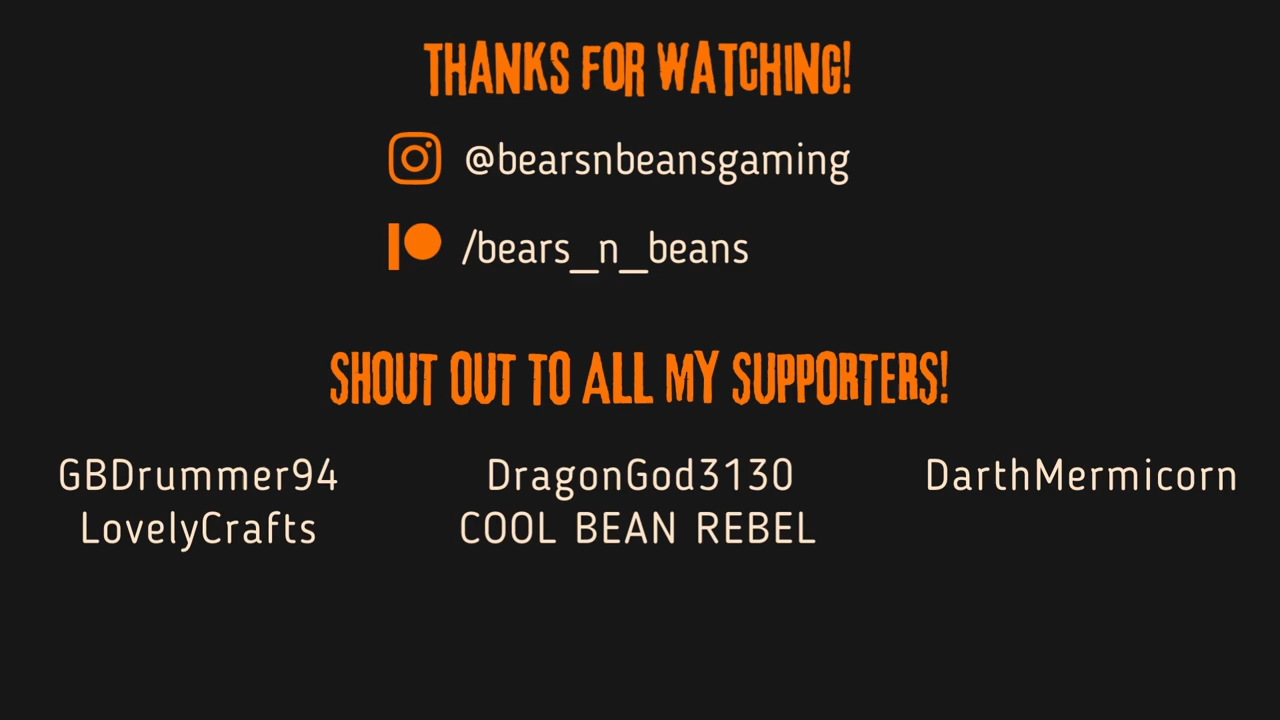 THANKS FOR WATCHING!
@bearsnbeansgaming
/bears_n_beans
SHOUT OUT TO ALL MY SUPPORTERS!
GBDrummer94 DragonGod3130 DarthMermicorn
LovelyCrafts COOL BEAN REBEL